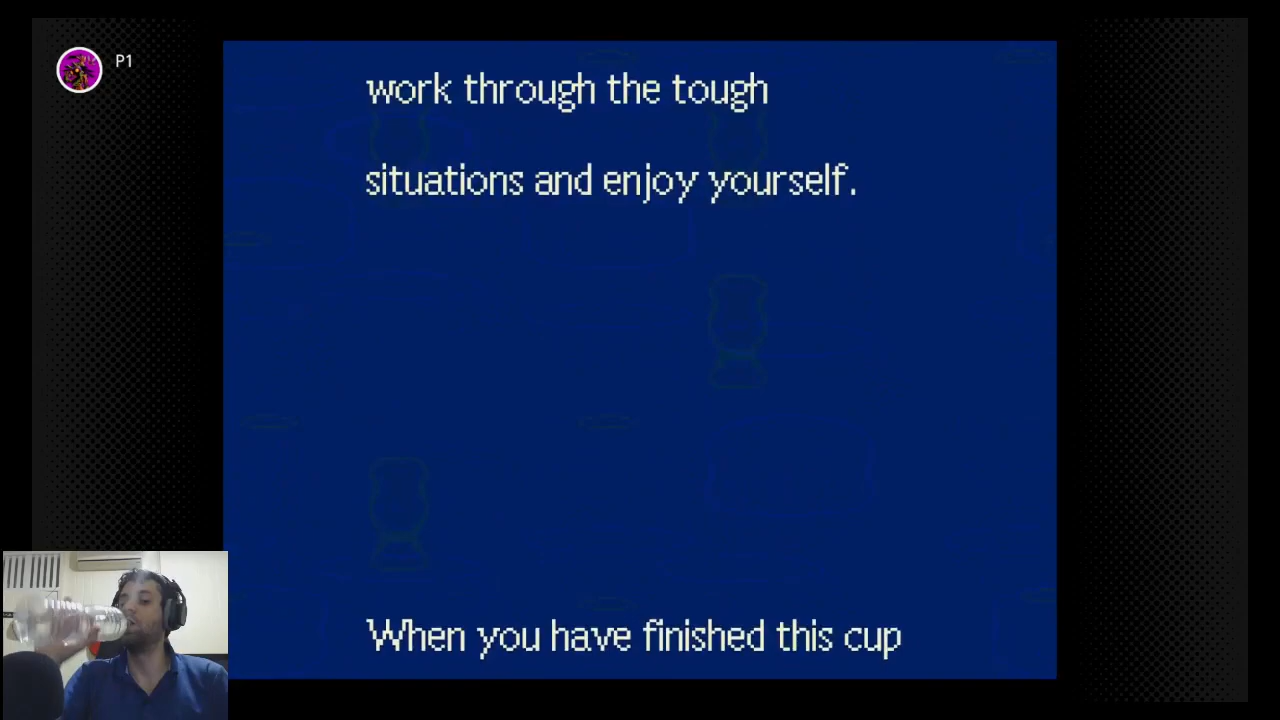 P1
work through the tough
situations and enjoy yourself.
When you have finished this cup